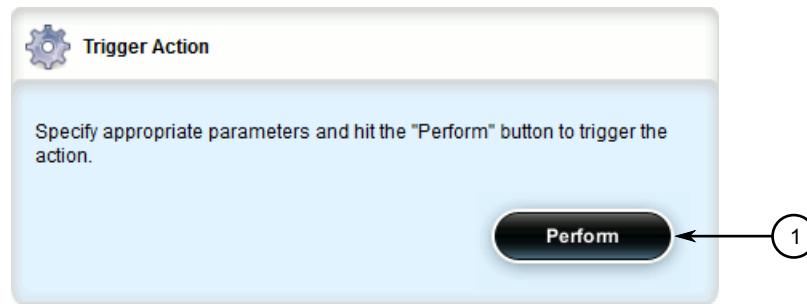 Trigger Action
Specify appropriate parameters and hit the "Perform" button to trigger the
action.
Perform
1